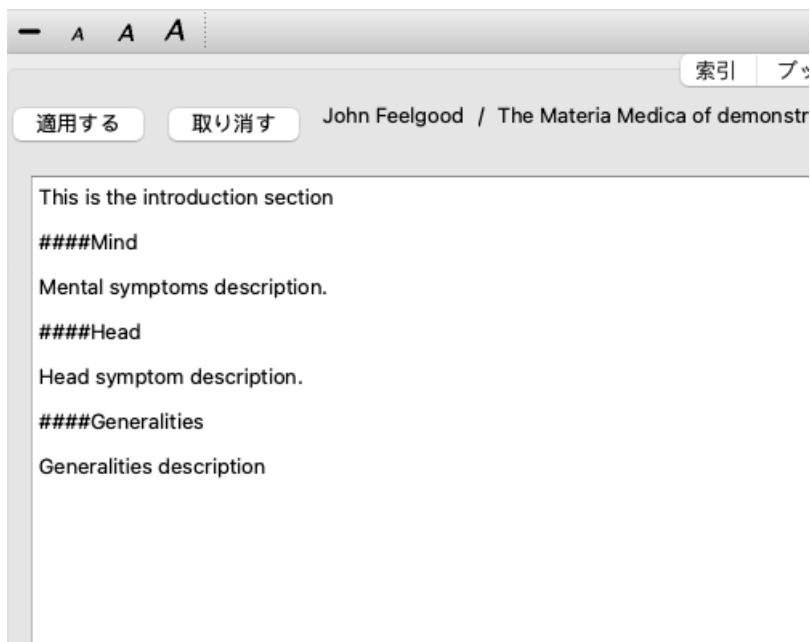 A A A
索引
適用する 取り消す John Feelgood / The Materia Medica of
This is the introduction section
####Mind
Mental symptoms description.
####Head
Head symptom description.
####Generalities
Generalities description